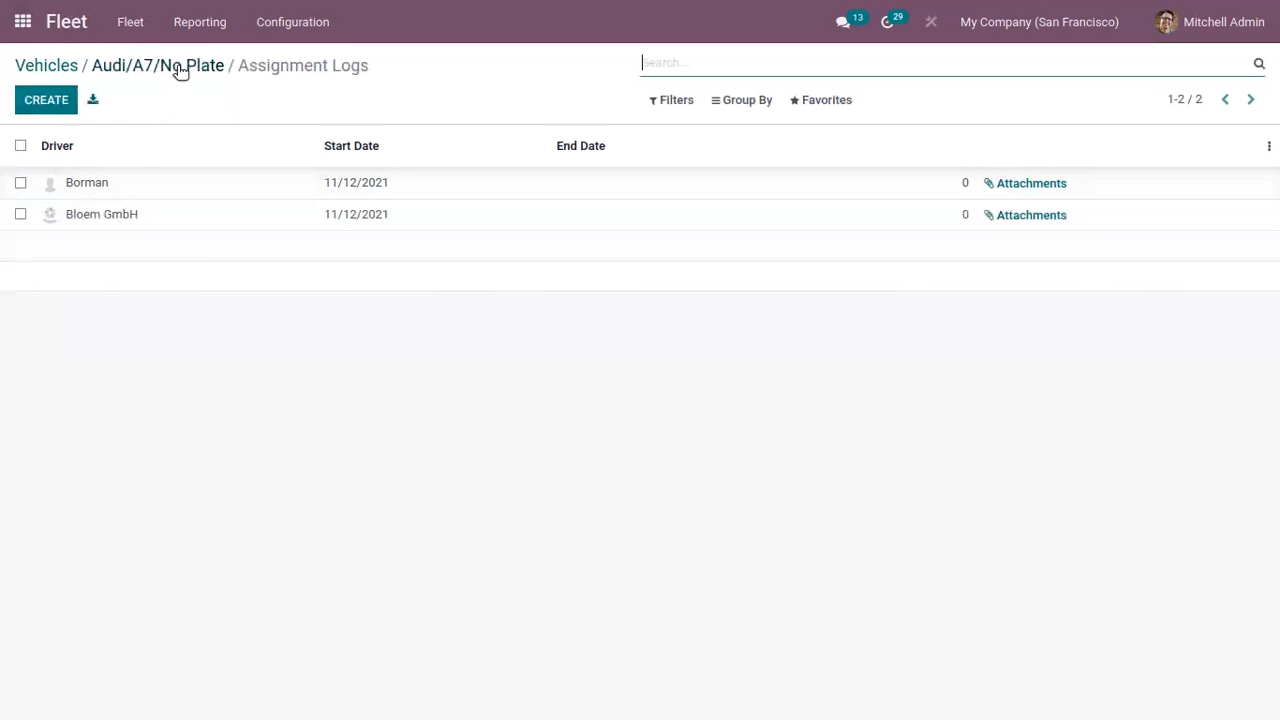 Fleet Fleet Reporting Configuration 13 29 My Company (San Francisco) Mitchell Admin
Vehicles / Audi/A7/No Plate / Assignment Logs Search...
CREATE Filters Group By Favorites 1-2 / 2
Driver Start Date End Date
Borman 11/12/2021 0 Attachments
Bloem GmbH 11/12/2021 0 Attachments